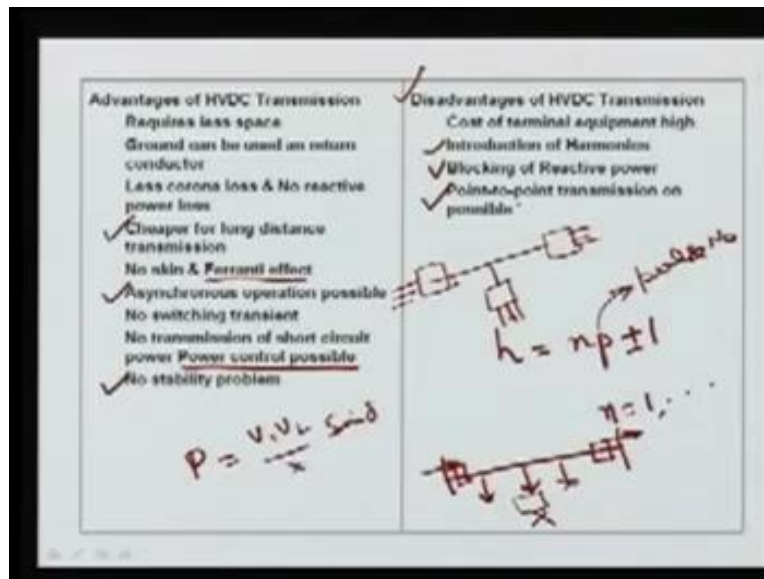 Advantages of HVDC Transmission
Requires less space
Ground can be used an return
conductor
Less corona loss & No reactive
power loss
Cheaper for long distance
transmission
No skin & Ferranti effect
Asynchronous operation possible
No switching transient
No transmission of short circuit
power Power control possible
No stability problem
P = V₁V₂ Sinδ
x
Disadvantages of HVDC Transmission
Cost of terminal equipment high
Introduction of Harmonics
Blocking of Reactive power
Point-to-point transmission on
possible
pulse No
h = np ± 1
n = 1, . . .